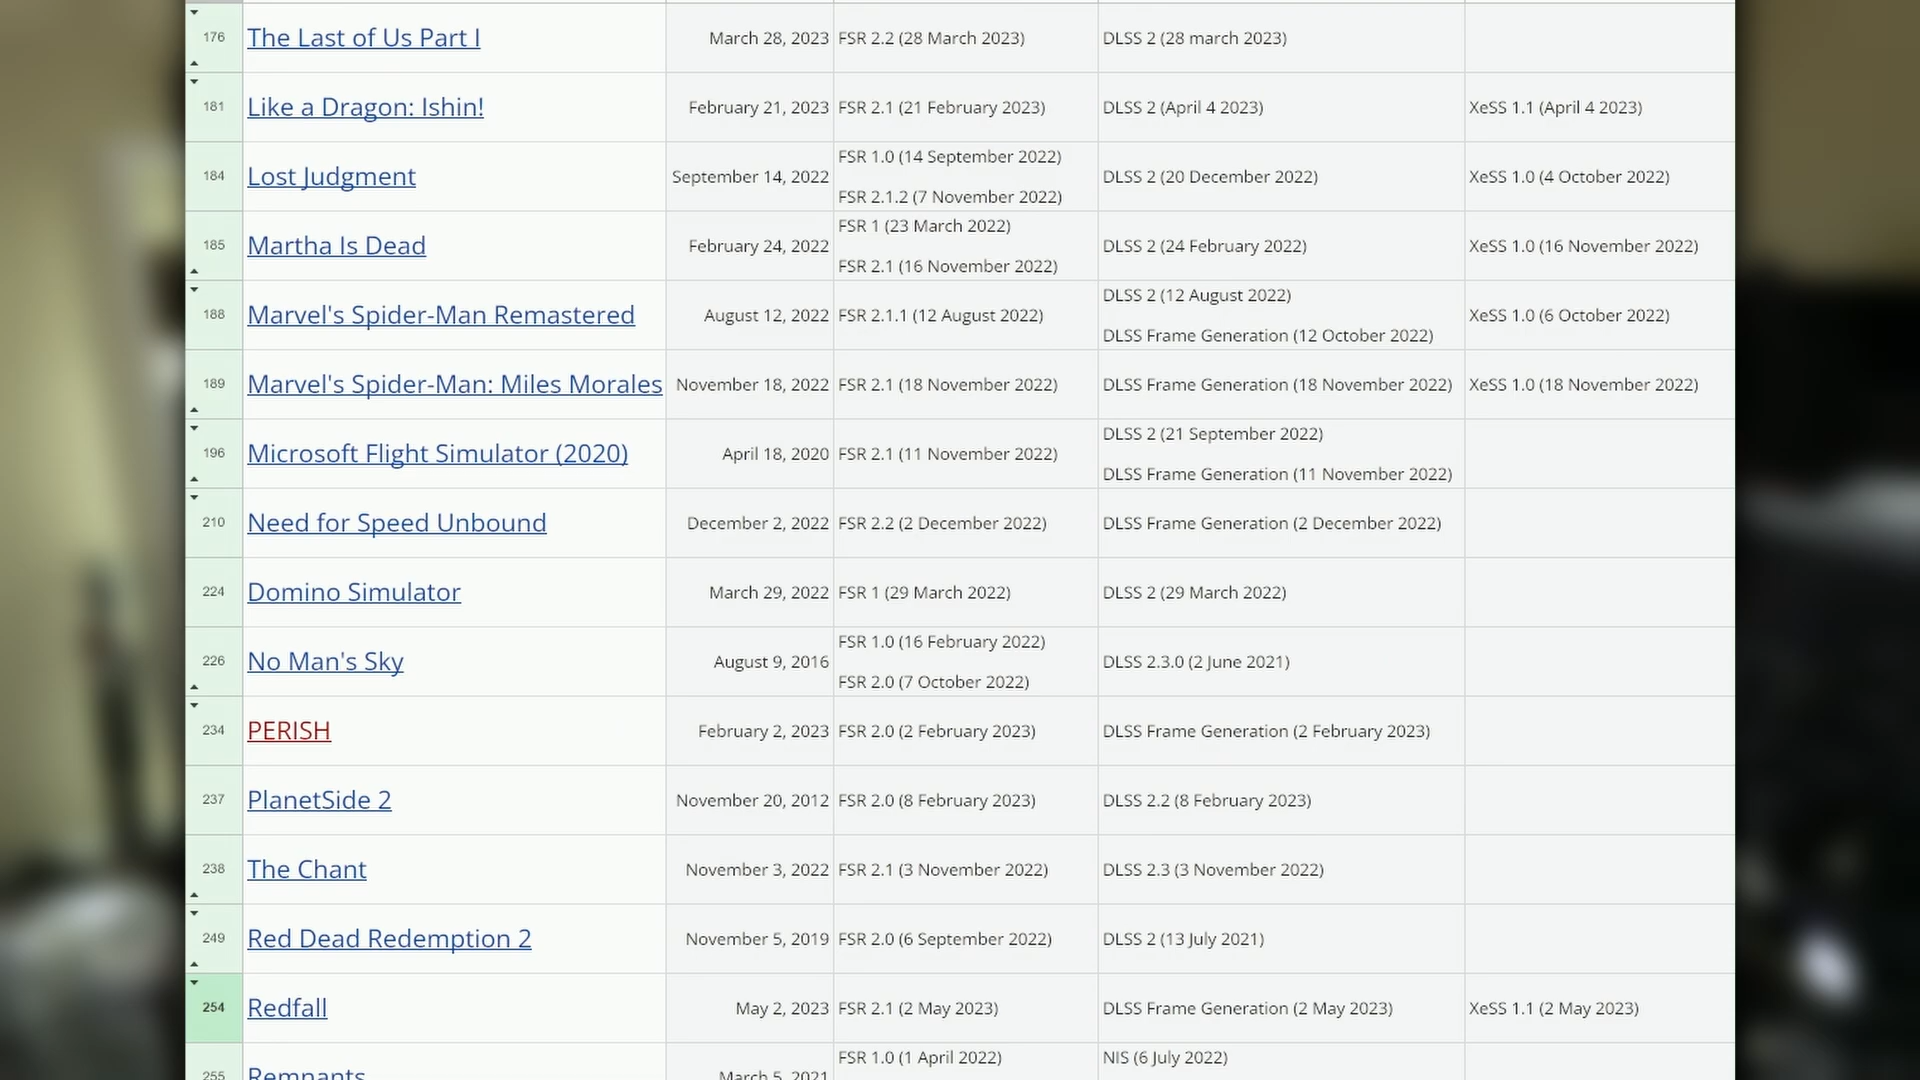 176 The Last of Us Part I March 28, 2023 FSR 2.2 (28 March 2023) DLSS 2 (28 march 2023)
181 Like a Dragon: Ishin! February 21, 2023 FSR 2.1 (21 February 2023) DLSS 2 (April 4 2023) XeSS 1.1 (April 4 2023)
184 Lost Judgment September 14, 2022 FSR 1.0 (14 September 2022)
FSR 2.1.2 (7 November 2022) DLSS 2 (20 December 2022) XeSS 1.0 (4 October 2022)
185 Martha Is Dead February 24, 2022 FSR 1 (23 March 2022)
FSR 2.1 (16 November 2022) DLSS 2 (24 February 2022) XeSS 1.0 (16 November 2022)
188 Marvel's Spider-Man Remastered August 12, 2022 FSR 2.1.1 (12 August 2022) DLSS 2 (12 August 2022)
DLSS Frame Generation (12 October 2022) XeSS 1.0 (6 October 2022)
189 Marvel's Spider-Man: Miles Morales November 18, 2022 FSR 2.1 (18 November 2022) DLSS Frame Generation (18 November 2022) XeSS 1.0 (18 November 2022)
196 Microsoft Flight Simulator (2020) April 18, 2020 FSR 2.1 (11 November 2022) DLSS 2 (21 September 2022)
DLSS Frame Generation (11 November 2022)
210 Need for Speed Unbound December 2, 2022 FSR 2.2 (2 December 2022) DLSS Frame Generation (2 December 2022)
224 Domino Simulator March 29, 2022 FSR 1 (29 March 2022) DLSS 2 (29 March 2022)
226 No Man's Sky August 9, 2016 FSR 1.0 (16 February 2022)
FSR 2.0 (7 October 2022) DLSS 2.3.0 (2 June 2021)
234 PERISH February 2, 2023 FSR 2.0 (2 February 2023) DLSS Frame Generation (2 February 2023)
237 PlanetSide 2 November 20, 2012 FSR 2.0 (8 February 2023) DLSS 2.2 (8 February 2023)
238 The Chant November 3, 2022 FSR 2.1 (3 November 2022) DLSS 2.3 (3 November 2022)
249 Red Dead Redemption 2 November 5, 2019 FSR 2.0 (6 September 2022) DLSS 2 (13 July 2021)
254 Redfall May 2, 2023 FSR 2.1 (2 May 2023) DLSS Frame Generation (2 May 2023) XeSS 1.1 (2 May 2023)
255 Remnants March 5, 2021 FSR 1.0 (1 April 2022) NIS (6 July 2022)